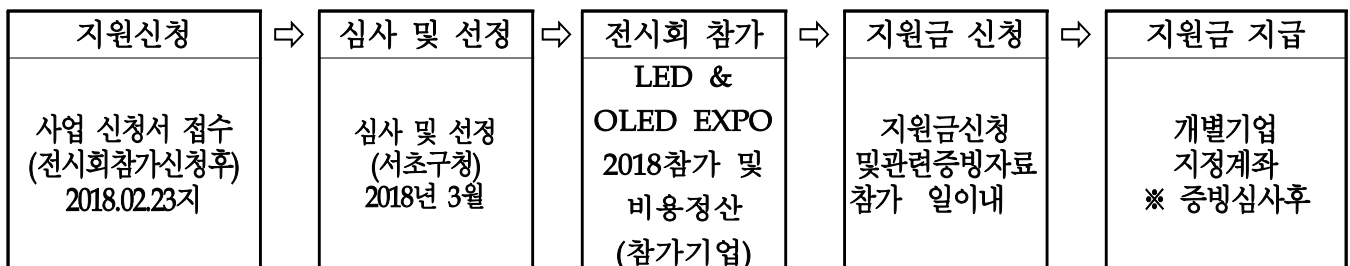 지원신청
⇨
심사 및 선정
⇨
전시회 참가
⇨
지원금 신청
⇨
지원금 지급
사업 신청서 접수
(전시회참가신청후)
2018.02.23지
심사 및 선정
(서초구청)
2018년 3월
LED &
OLED EXPO
2018참가 및
비용정산
(참가기업)
지원금신청
및관련증빙자료
참가 일이내
개별기업
지정계좌
※ 증빙심사후